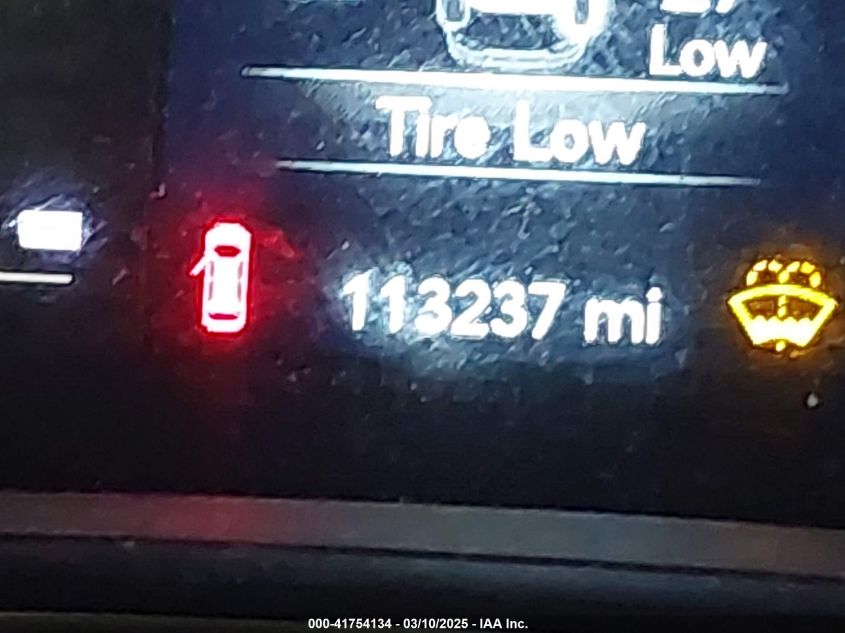 Low
Tire Low
113237 mi
000-41754134 - 03/10/2025 - IAA Inc.